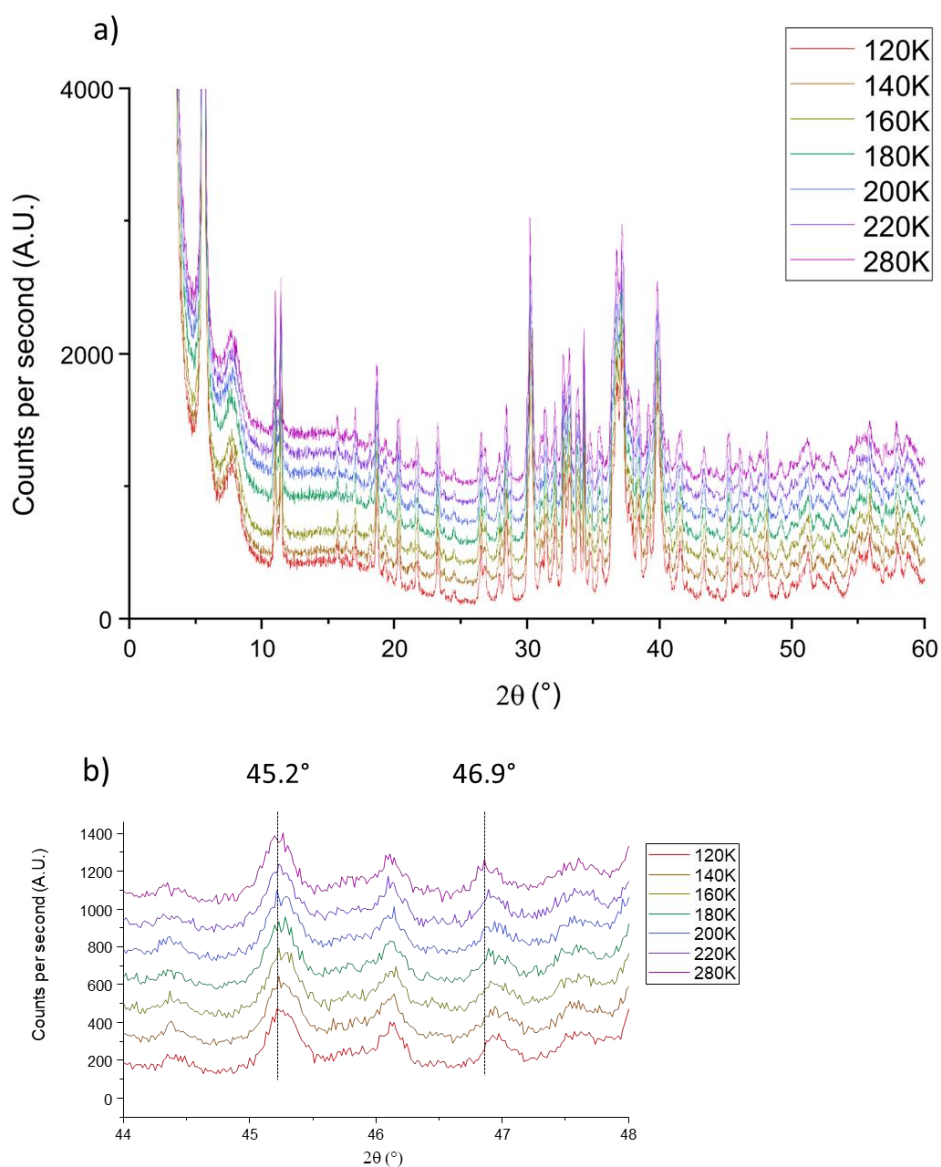 a)
120K
140K
160K
180K
200K
220K
280K
4000
2000
0
Counts per second (A.U.)
0 10 20 30 40 50 60
2θ (°)
b)
45.2° 46.9°
1400
1200
1000
800
600
400
200
0
Counts per second (A.U.)
120K
140K
160K
180K
200K
220K
280K
44 45 46 47 48
2θ (°)